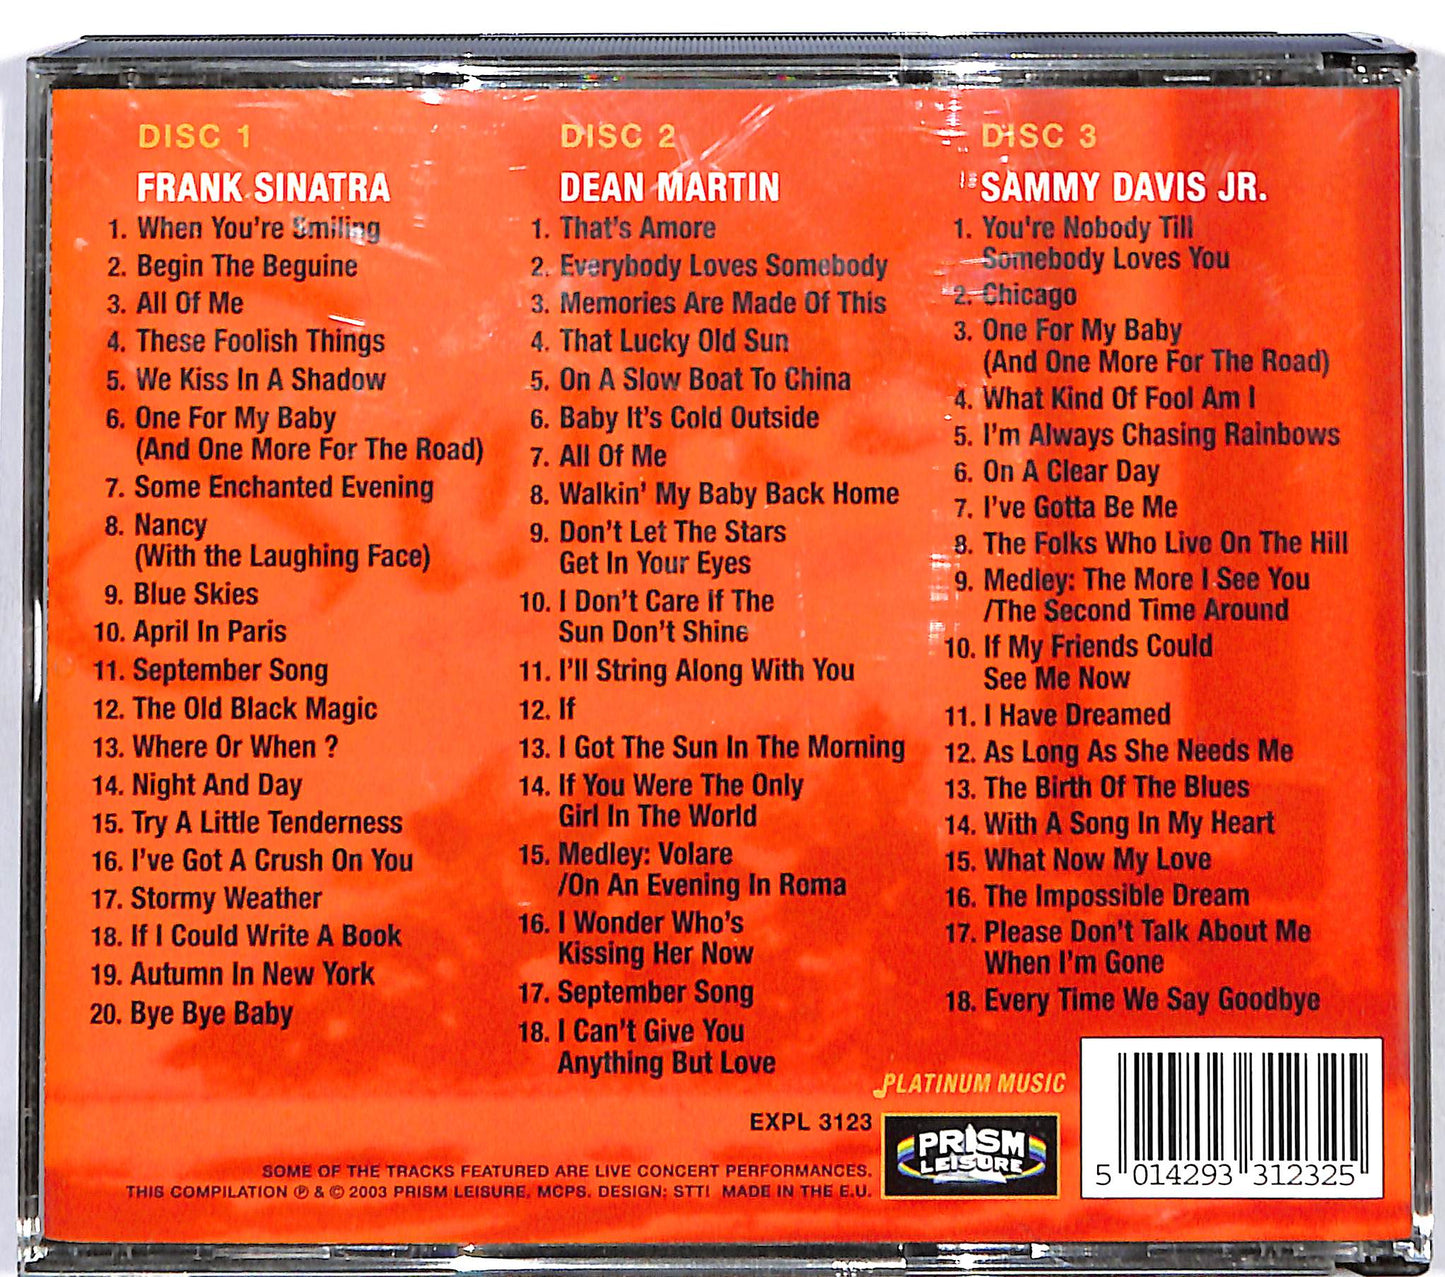 DISC 1
FRANK SINATRA
1. When You're Smiling
2. Begin The Beguine
3. All Of Me
4. These Foolish Things
5. We Kiss In A Shadow
6. One For My Baby
(And One More For The Road)
7. Some Enchanted Evening
8. Nancy
(With the Laughing Face)
9. Blue Skies
10. April In Paris
11. September Song
12. The Old Black Magic
13. Where Or When ?
14. Night And Day
15. Try A Little Tenderness
16. I've Got A Crush On You
17. Stormy Weather
18. If I Could Write A Book
19. Autumn In New York
20. Bye Bye Baby
DISC 2
DEAN MARTIN
1. That's Amore
2. Everybody Loves Somebody
3. Memories Are Made Of This
4. That Lucky Old Sun
5. On A Slow Boat To China
6. Baby It's Cold Outside
7. All Of Me
8. Walkin' My Baby Back Home
9. Don't Let The Stars
Get In Your Eyes
10. I Don't Care if The
Sun Don't Shine
11. I'll String Along With You
12. If
13. I Got The Sun In The Morning
14. If You Were The Only
Girl In The World
15. Medley: Volare
/On An Evening In Roma
16. I Wonder Who's
Kissing Her Now
17. September Song
18. I Can't Give You
Anything But Love
DISC 3
SAMMY DAVIS JR.
1. You're Nobody Till
Somebody Loves You
2. Chicago
3. One For My Baby
(And One More For The Road)
4. What Kind Of Fool Am I
5. I'm Always Chasing Rainbows
6. On A Clear Day
7. I've Gotta Be Me
8. The Folks Who Live On The Hill
9. Medley: The More I See You
/The Second Time Around
10. If My Friends Could
See Me Now
11. I Have Dreamed
12. As Long As She Needs Me
13. The Birth Of The Blues
14. With A Song In My Heart
15. What Now My Love
16. The Impossible Dream
17. Please Don't Talk About Me
When I'm Gone
18. Every Time We Say Goodbye
PLATINUM MUSIC
EXPL 3123
PRISM
LEISURE
SOME OF THE TRACKS FEATURED ARE LIVE CONCERT PERFORMANCES.
THIS COMPILATION ℗ & © 2003 PRISM LEISURE, MCPS. DESIGN: STT! MADE IN THE E.U.
5 014293 312325